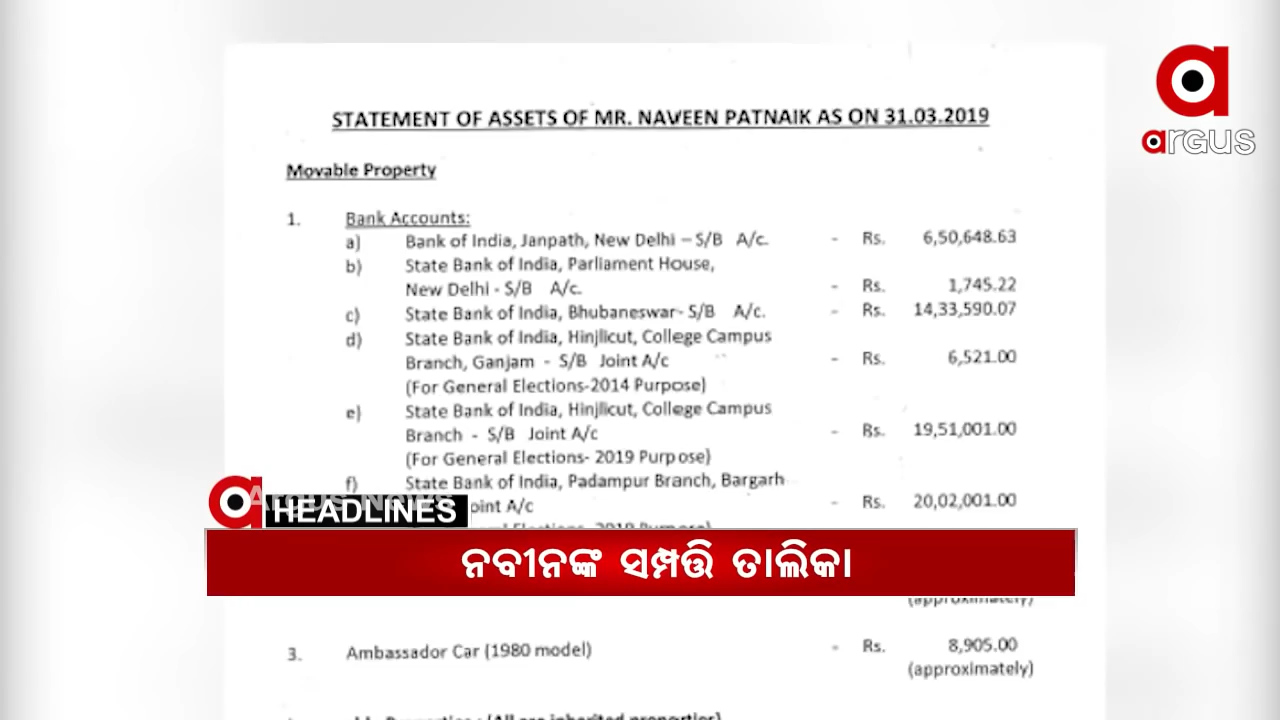 STATEMENT OF ASSETS OF MR. NAVEEN PATNAIK AS ON 31.03.2019
argus
Movable Property
1. Bank Accounts:
a) Bank of India, Janpath, New Delhi – S/B A/c. - Rs. 6,50,648.63
b) State Bank of India, Parliament House,
New Delhi - S/B A/c. - Rs. 1,745.22
c) State Bank of India, Bhubaneswar- S/B A/c. - Rs. 14,33,590.07
d) State Bank of India, Hinjlicut, College Campus
Branch, Ganjam - S/B Joint A/c - Rs. 6,521.00
(For General Elections-2014 Purpose)
e) State Bank of India, Hinjlicut, College Campus
Branch - S/B Joint A/c - Rs. 19,51,001.00
(For General Elections- 2019 Purpose)
f) State Bank of India, Padampur Branch, Bargarh
A/c - Rs. 20,02,001.00
HEADLINES
ନବୀନଙ୍କ ସମ୍ପତ୍ତି ତାଲିକା
(approximately)
3. Ambassador Car (1980 model) - Rs. 8,905.00
(approximately)
(All are inherited properties)